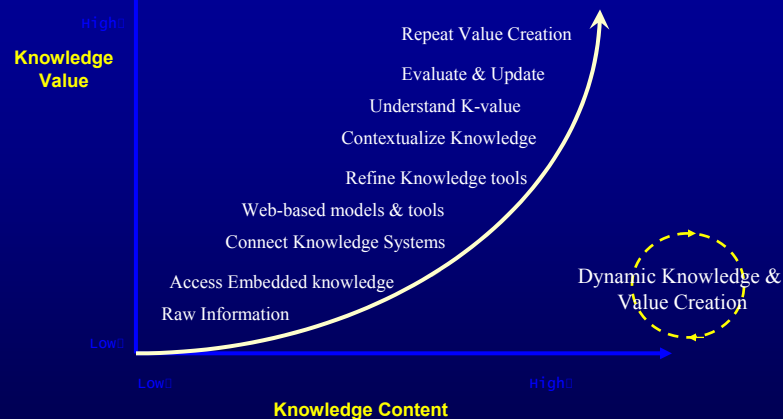 High
Knowledge
Value
Repeat Value Creation
Evaluate & Update
Understand K-value
Contextualize Knowledge
Refine Knowledge tools
Web-based models & tools
Connect Knowledge Systems
Access Embedded knowledge
Raw Information
Dynamic Knowledge &
Value Creation
Low
Low
High
Knowledge Content